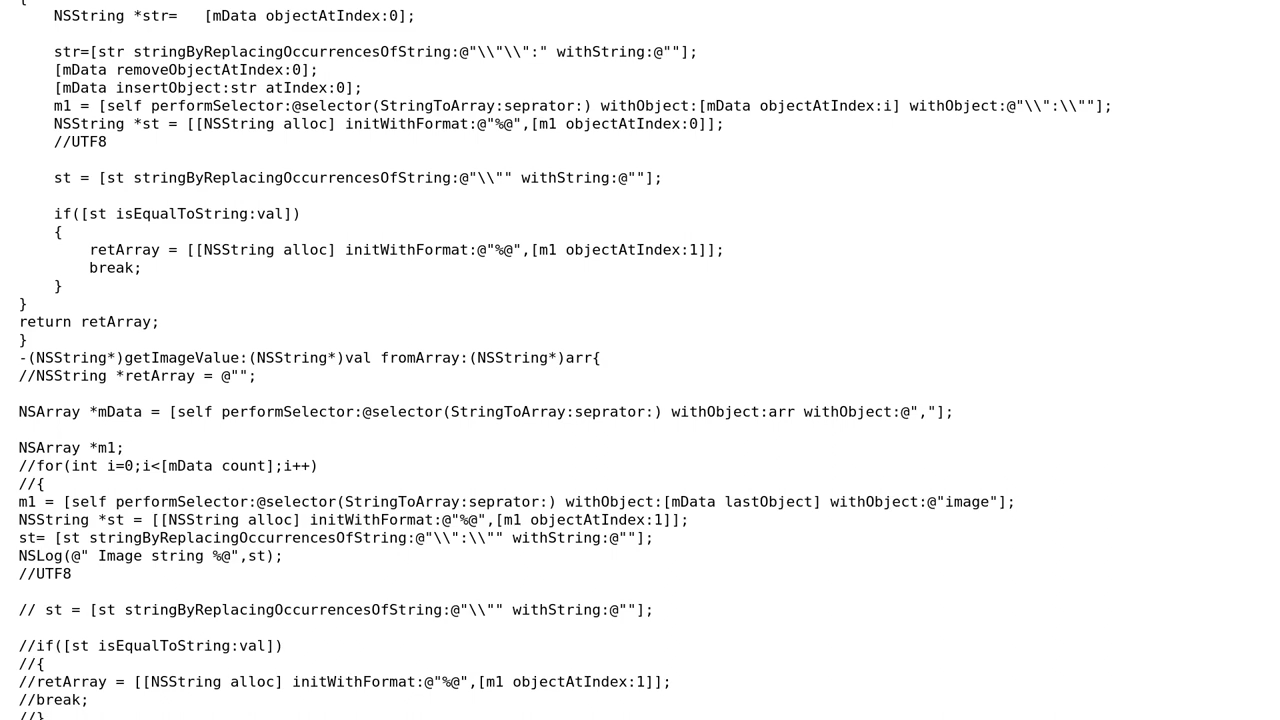 {
NSString *str=   [mData objectAtIndex:0];
str=[str stringByReplacingOccurrencesOfString:@"\\"\\":" withString:@""];
[mData removeObjectAtIndex:0];
[mData insertObject:str atIndex:0];
m1 = [self performSelector:@selector(StringToArray:seprator:) withObject:[mData objectAtIndex:i] withObject:@"\\":\\""];
NSString *st = [[NSString alloc] initWithFormat:@"%@",[m1 objectAtIndex:0]];
//UTF8
st = [st stringByReplacingOccurrencesOfString:@"\\"" withString:@""];
if([st isEqualToString:val])
{
retArray = [[NSString alloc] initWithFormat:@"%@",[m1 objectAtIndex:1]];
break;
}
}
return retArray;
}
-(NSString*)getImageValue:(NSString*)val fromArray:(NSString*)arr{
//NSString *retArray = @"";
NSArray *mData = [self performSelector:@selector(StringToArray:seprator:) withObject:arr withObject:@","];
NSArray *m1;
//for(int i=0;i<[mData count];i++)
//{
m1 = [self performSelector:@selector(StringToArray:seprator:) withObject:[mData lastObject] withObject:@"image"];
NSString *st = [[NSString alloc] initWithFormat:@"%@",[m1 objectAtIndex:1]];
st= [st stringByReplacingOccurrencesOfString:@"\\":\\"" withString:@""];
NSLog(@" Image string %@",st);
//UTF8
// st = [st stringByReplacingOccurrencesOfString:@"\\"" withString:@""];
//if([st isEqualToString:val])
//{
//retArray = [[NSString alloc] initWithFormat:@"%@",[m1 objectAtIndex:1]];
//break;
//}